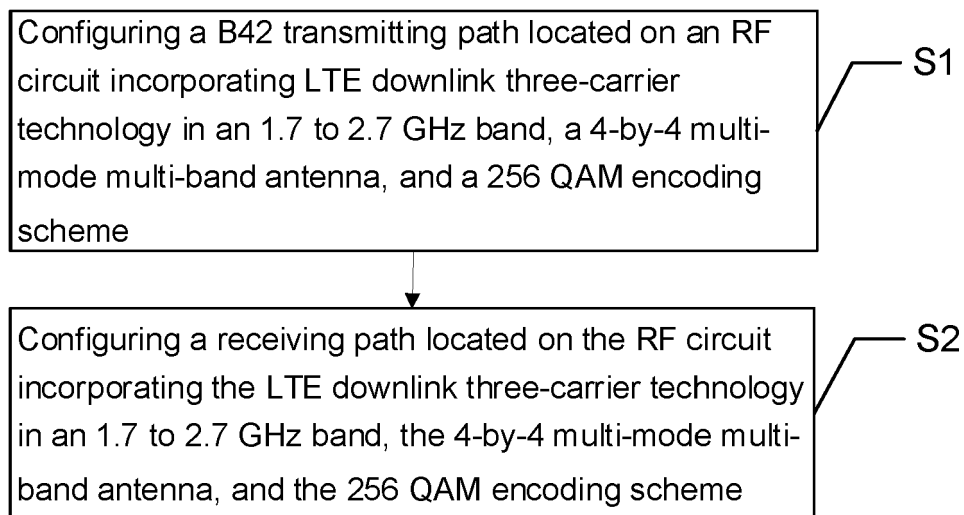 Configuring a B42 transmitting path located on an RF
circuit incorporating LTE downlink three-carrier
technology in an 1.7 to 2.7 GHz band, a 4-by-4 multi-
mode multi-band antenna, and a 256 QAM encoding
scheme
S1
Configuring a receiving path located on the RF circuit
incorporating the LTE downlink three-carrier technology
in an 1.7 to 2.7 GHz band, the 4-by-4 multi-mode multi-
band antenna, and the 256 QAM encoding scheme
S2